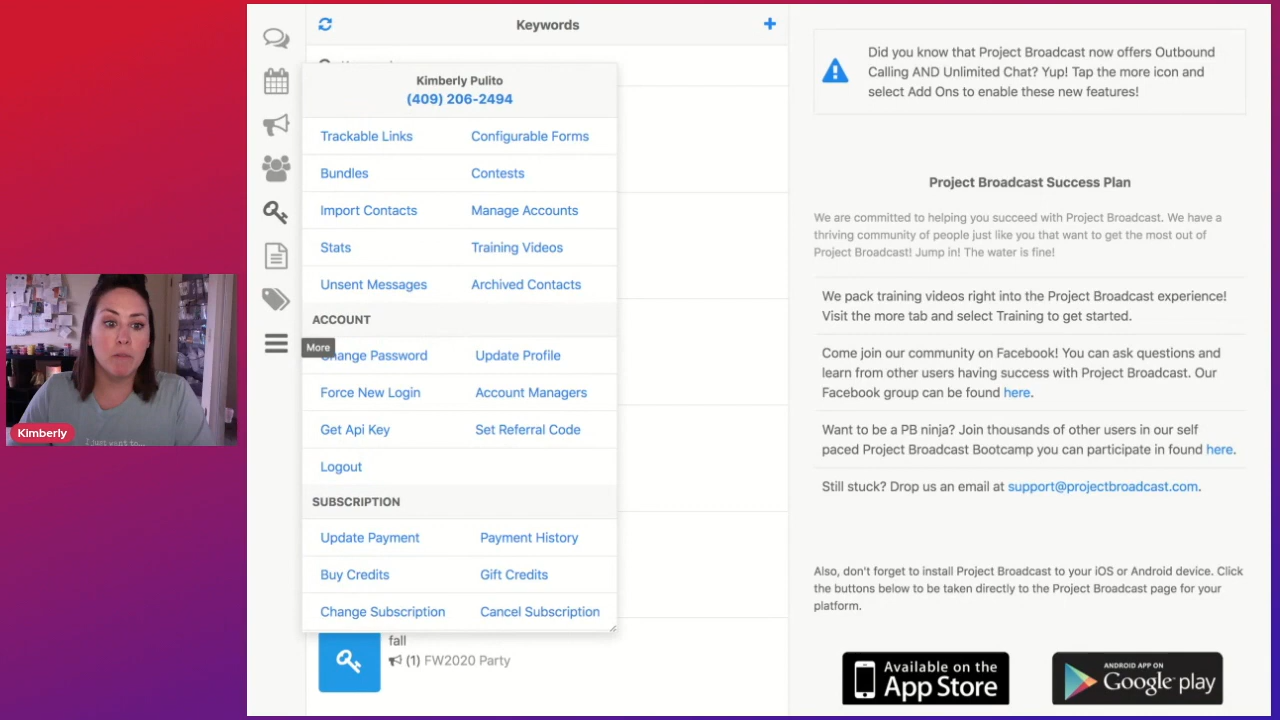 Keywords
Kimberly Pulito
(409) 206-2494
Trackable Links
Configurable Forms
Bundles
Contests
Import Contacts
Manage Accounts
Stats
Training Videos
Unsent Messages
Archived Contacts
ACCOUNT
More
Change Password
Update Profile
Force New Login
Account Managers
Get Api Key
Set Referral Code
Logout
SUBSCRIPTION
Update Payment
Payment History
Buy Credits
Gift Credits
Change Subscription
Cancel Subscription
fall
(1) FW2020 Party
Did you know that Project Broadcast now offers Outbound
Calling AND Unlimited Chat? Yup! Tap the more icon and
select Add Ons to enable these new features!
Project Broadcast Success Plan
We are committed to helping you succeed with Project Broadcast. We have a
thriving community of people just like you that want to get the most out of
Project Broadcast! Jump in! The water is fine!
We pack training videos right into the Project Broadcast experience!
Visit the more tab and select Training to get started.
Come join our community on Facebook! You can ask questions and
learn from other users having success with Project Broadcast. Our
Facebook group can be found here.
Want to be a PB ninja? Join thousands of other users in our self
paced Project Broadcast Bootcamp you can participate in found here.
Still stuck? Drop us an email at support@projectbroadcast.com.
Also, don't forget to install Project Broadcast to your iOS or Android device. Click
the buttons below to be taken directly to the Project Broadcast page for your
platform.
Available on the
App Store
ANDROID APP ON
Google play
Kimberly
I just want to...